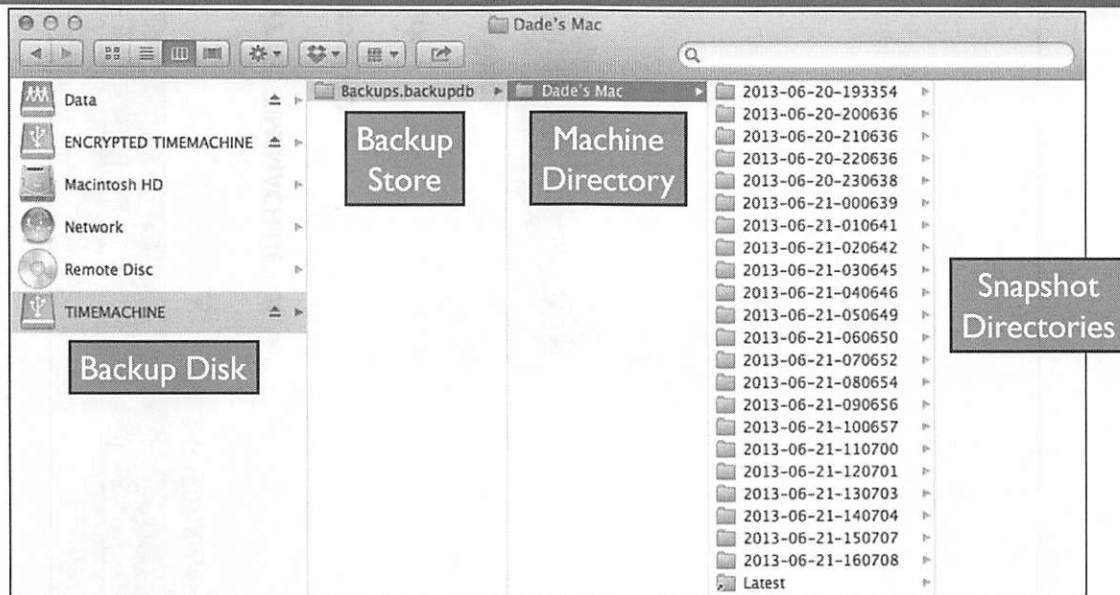 Dade's Mac
Data
ENCRYPTED TIMEMACHINE
Macintosh HD
Network
Remote Disc
TIMEMACHINE
Backup Disk
Backups.backupdb
Backup
Store
Dade's Mac
Machine
Directory
2013-06-20-193354
2013-06-20-200636
2013-06-20-210636
2013-06-20-220636
2013-06-20-230638
2013-06-21-000639
2013-06-21-010641
2013-06-21-020642
2013-06-21-030645
2013-06-21-040646
2013-06-21-050649
2013-06-21-060650
2013-06-21-070652
2013-06-21-080654
2013-06-21-090656
2013-06-21-100657
2013-06-21-110700
2013-06-21-120701
2013-06-21-130703
2013-06-21-140704
2013-06-21-150707
2013-06-21-160708
Latest
Snapshot
Directories